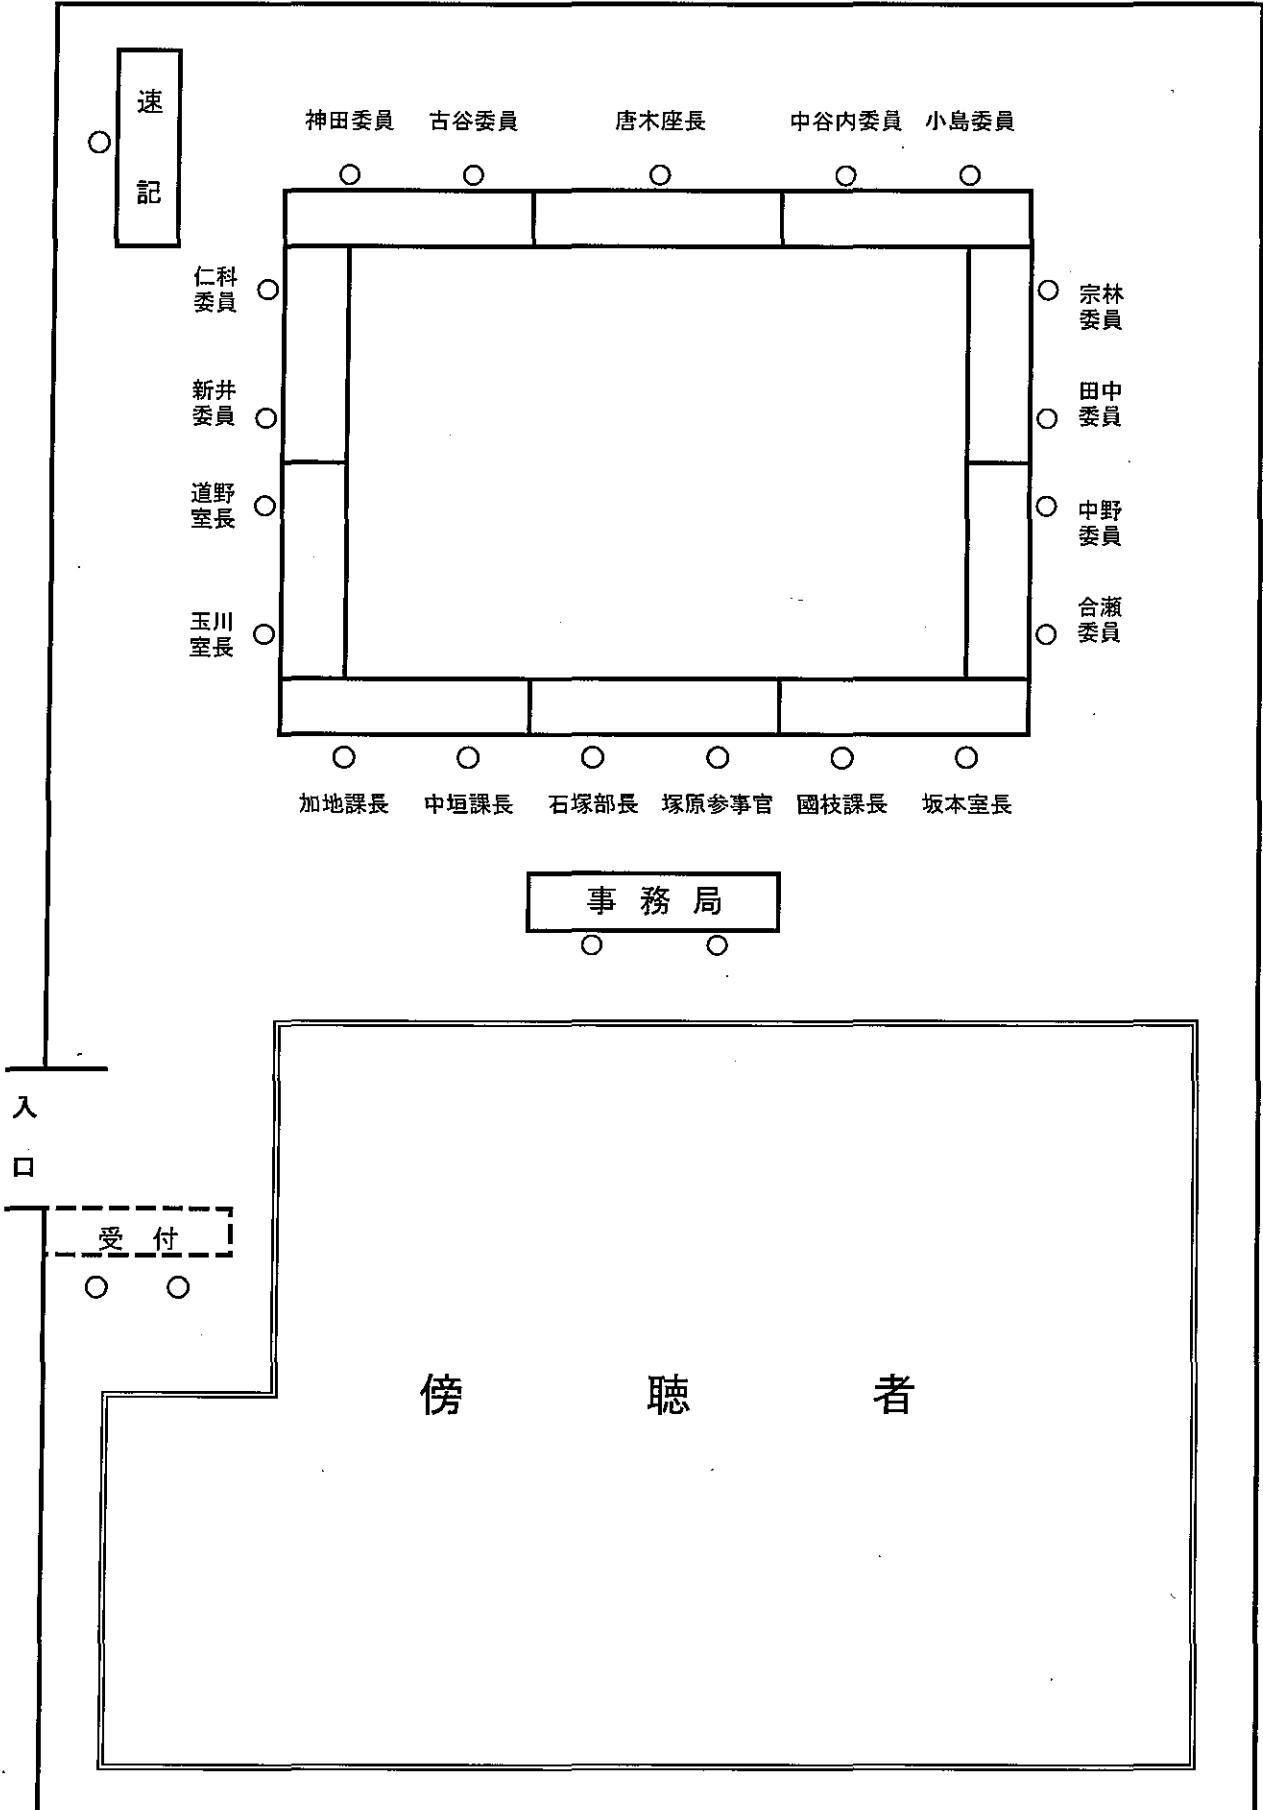 速
記
神田委員 古谷委員 唐木座長 中谷内委員 小島委員
仁科
委員
宗林
委員
新井
委員
田中
委員
道野
室長
中野
委員
玉川
室長
合瀬
委員
加地課長 中垣課長 石塚部長 塚原参事官 國枝課長 坂本室長
事務局
入
口
受付
傍聴者